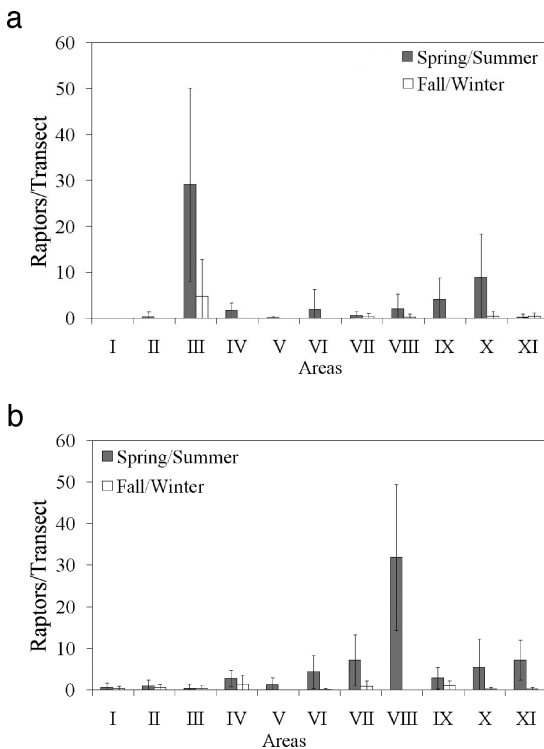 a
60
50
40
30
20
10
0
Raptors/Transect
Spring/Summer
Fall/Winter
I II III IV V VI VII VIII IX X XI
Areas
b
60
50
40
30
20
10
0
Raptors/Transect
Spring/Summer
Fall/Winter
I II III IV V VI VII VIII IX X XI
Areas